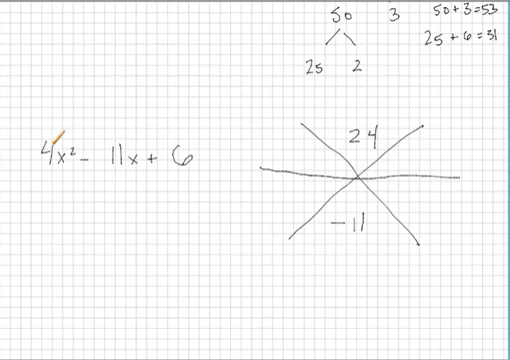 50 3 50 + 3 = 53
25 + 6 = 31
25 2
4x² - 11x + 6
24
-11